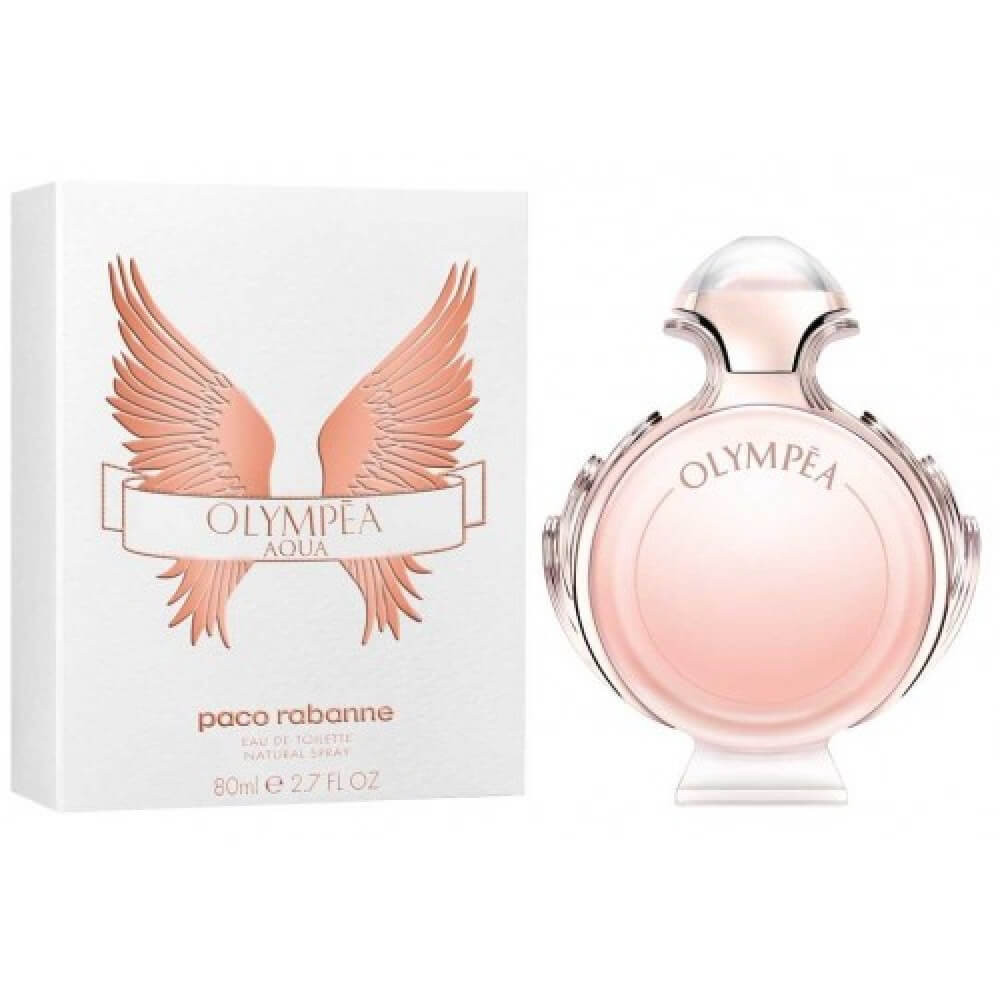 OLYMPĒA
AQUA
paco rabanne
EAU DE TOILETTE
NATURAL SPRAY
80ml ℮ 2.7 FL OZ
OLYMPĒA